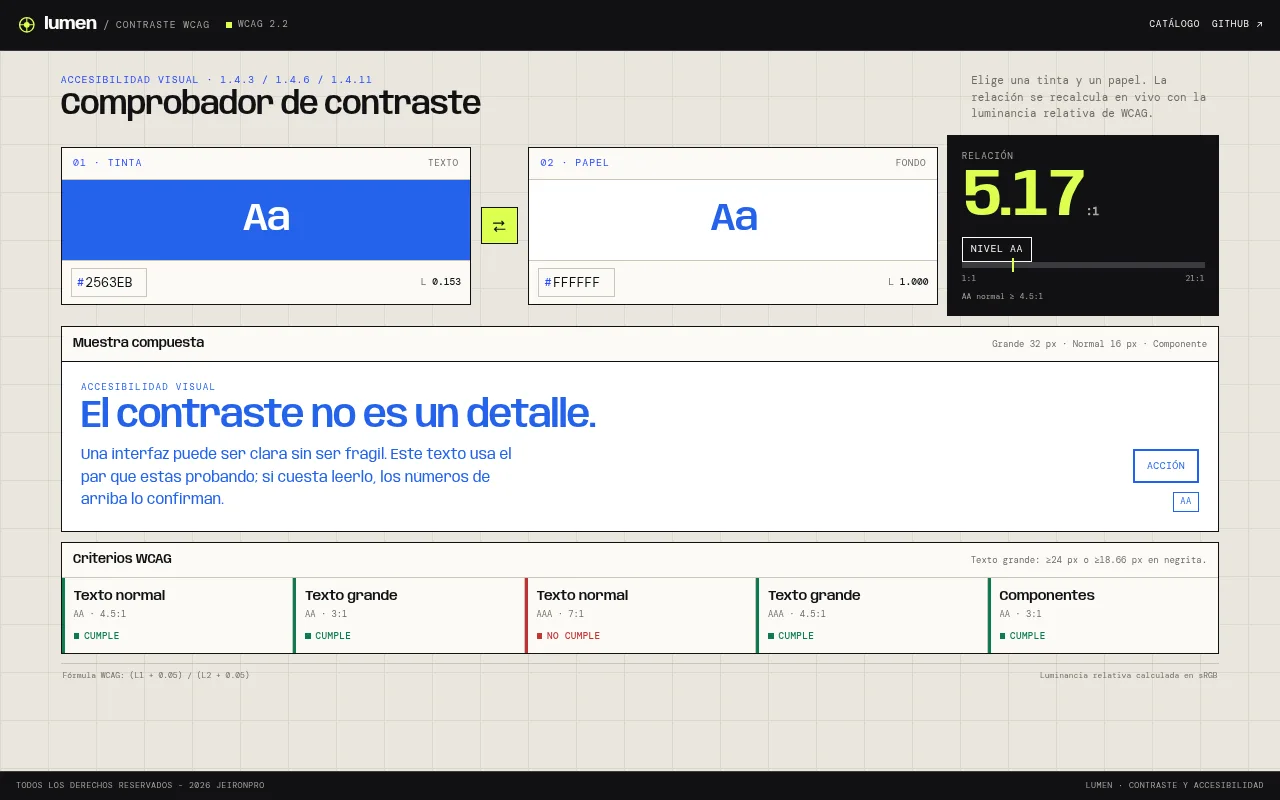 lumen / CONTRASTE WCAG WCAG 2.2
CATÁLOGO GITHUB ↗
ACCESIBILIDAD VISUAL · 1.4.3 / 1.4.6 / 1.4.11
Comprobador de contraste
Elige una tinta y un papel. La
relación se recalcula en vivo con la
luminancia relativa de WCAG.
01 · TINTA TEXTO
Aa
#2563EB L 0.153
⇄
02 · PAPEL FONDO
Aa
#FFFFFF L 1.000
RELACIÓN
5.17 :1
NIVEL AA
1:1 21:1
AA normal ≥ 4.5:1
Muestra compuesta Grande 32 px · Normal 16 px · Componente
ACCESIBILIDAD VISUAL
El contraste no es un detalle.
Una interfaz puede ser clara sin ser fragil. Este texto usa el
par que estas probando; si cuesta leerlo, los numeros de
arriba lo confirman.
ACCIÓN
AA
Criterios WCAG Texto grande: ≥24 px o ≥18.66 px en negrita.
Texto normal
AA · 4.5:1
CUMPLE
Texto grande
AA · 3:1
CUMPLE
Texto normal
AAA · 7:1
NO CUMPLE
Texto grande
AAA · 4.5:1
CUMPLE
Componentes
AA · 3:1
CUMPLE
Fórmula WCAG: (L1 + 0.05) / (L2 + 0.05) Luminancia relativa calculada en sRGB
TODOS LOS DERECHOS RESERVADOS - 2026 JEIRONPRO LUMEN · CONTRASTE Y ACCESIBILIDAD